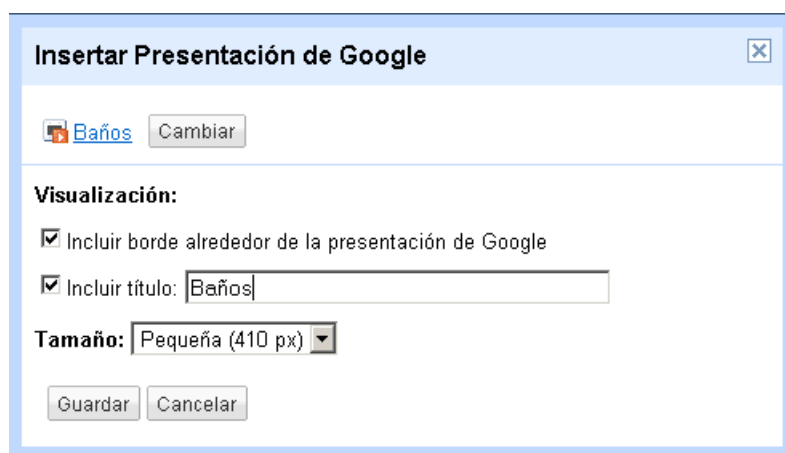 Insertar Presentación de Google
Baños Cambiar
Visualización:
Incluir borde alrededor de la presentación de Google
Incluir título: Baños
Tamaño: Pequeña (410 px)
Guardar Cancelar